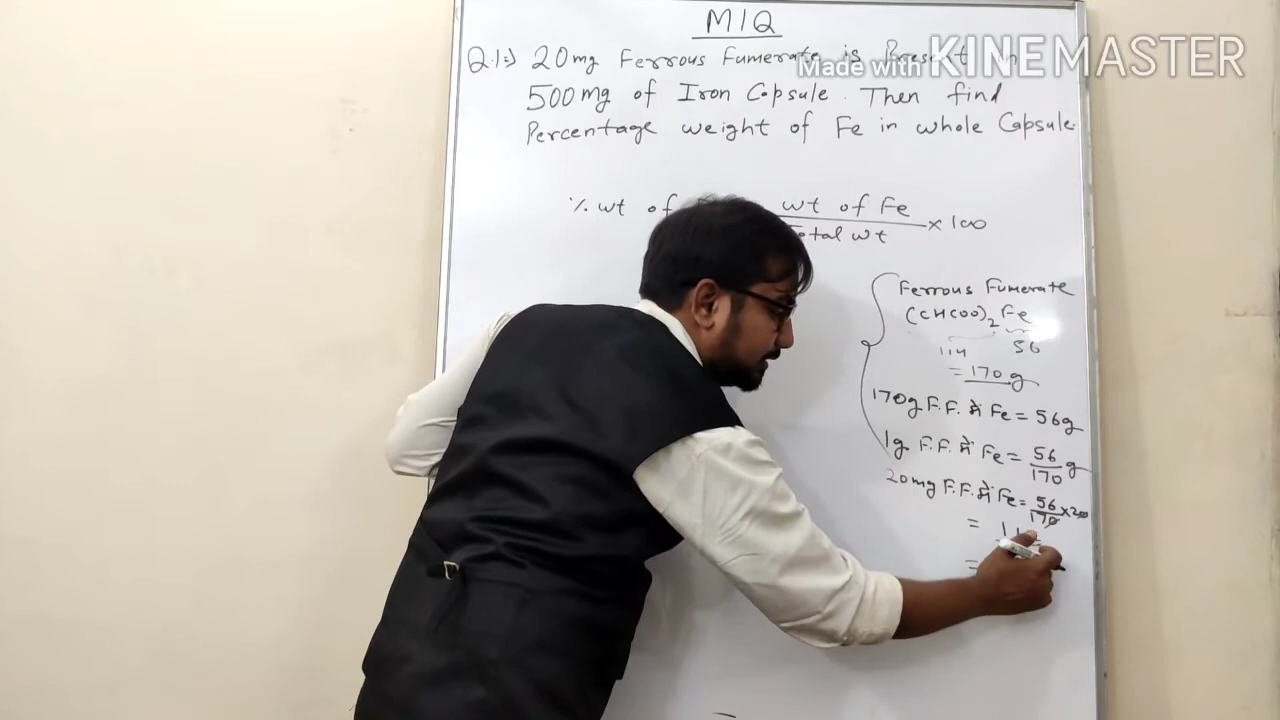 MIQ
Q.1:⇒ 20mg Ferrous Fumerate is
Made with KINEMASTER
500mg of Iron Capsule. Then find
Percentage weight of Fe in whole Capsule.
% wt of
wt of Fe
× 100
Total wt
Ferrous Fumerate
(CHCOO)₂ Fe
114 56
= 170 g
170g F.F. में Fe = 56g
1g F.F. में Fe = 56/170 g
20mg F.F. में Fe = 56/170 × 20
=
=